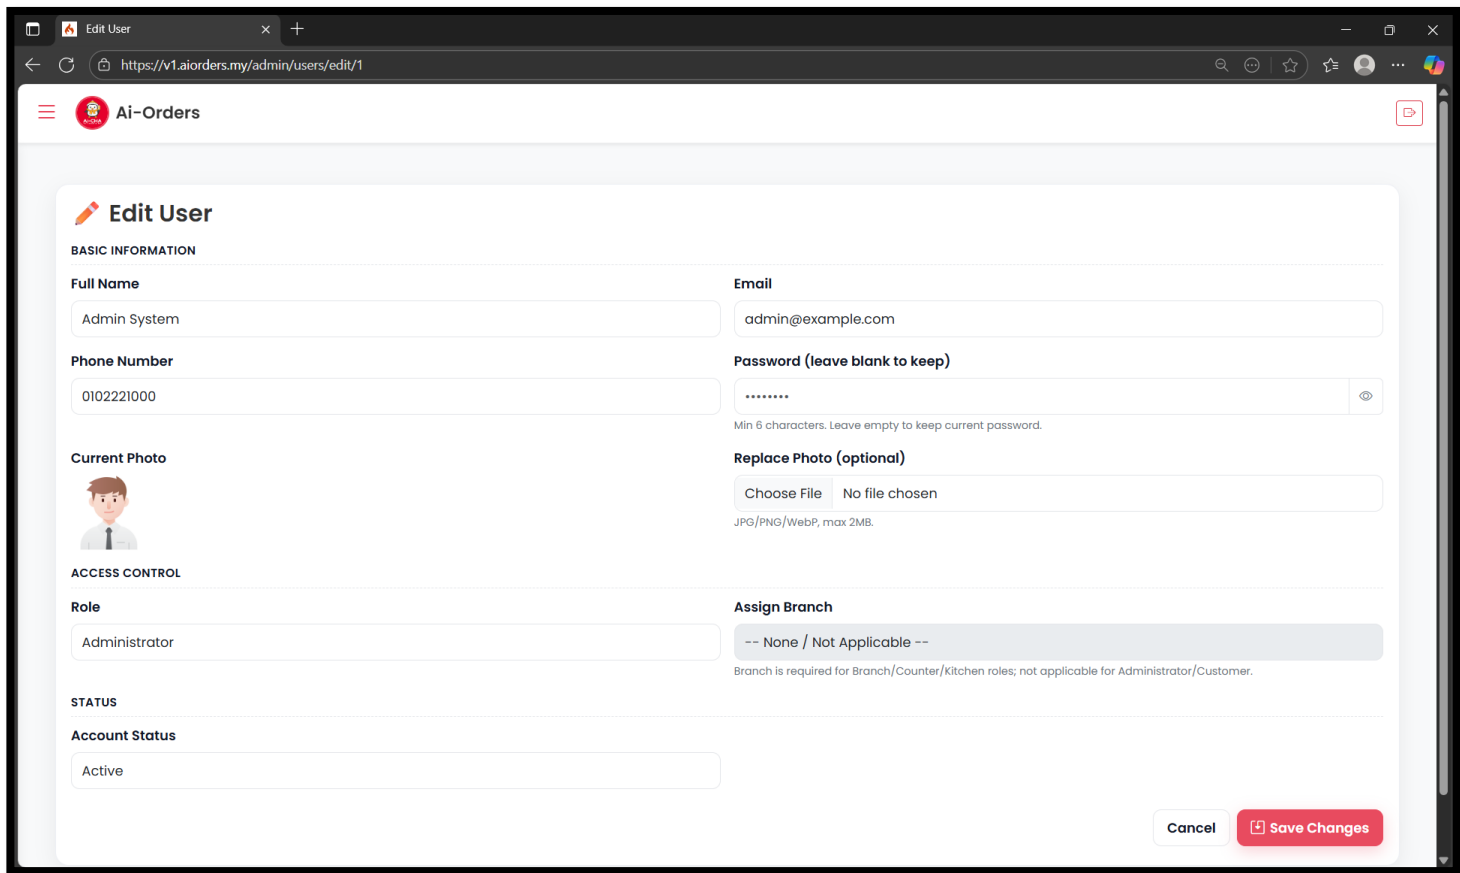 Edit User
https://v1.aiorders.my/admin/users/edit/1
Ai-Orders
Edit User
BASIC INFORMATION
Full Name
Email
Admin System
admin@example.com
Phone Number
Password (leave blank to keep)
0102221000
••••••••
Min 6 characters. Leave empty to keep current password.
Current Photo
Replace Photo (optional)
Choose File No file chosen
JPG/PNG/WebP, max 2MB.
ACCESS CONTROL
Role
Assign Branch
Administrator
-- None / Not Applicable --
Branch is required for Branch/Counter/Kitchen roles; not applicable for Administrator/Customer.
STATUS
Account Status
Active
Cancel
Save Changes